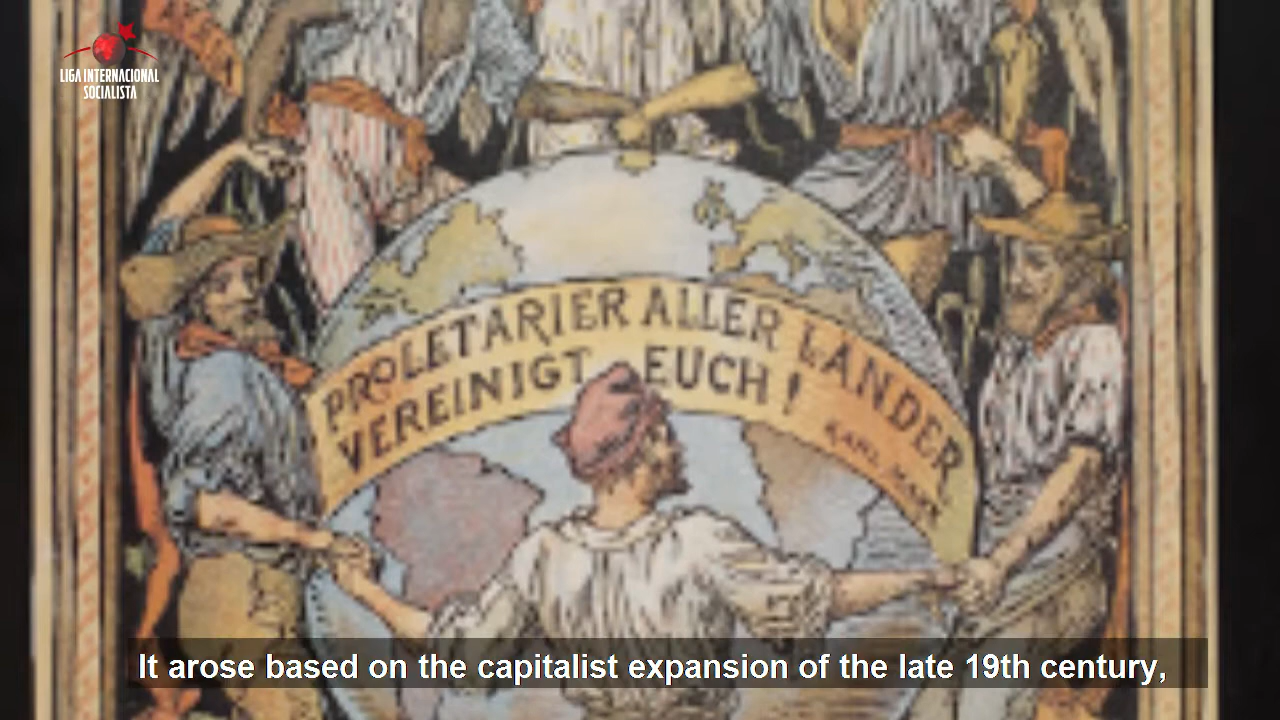 LIGA INTERNACIONAL
SOCIALISTA
PROLETARIER ALLER LANDER
VEREINIGT EUCH!
KARL MARX
It arose based on the capitalist expansion of the late 19th century,